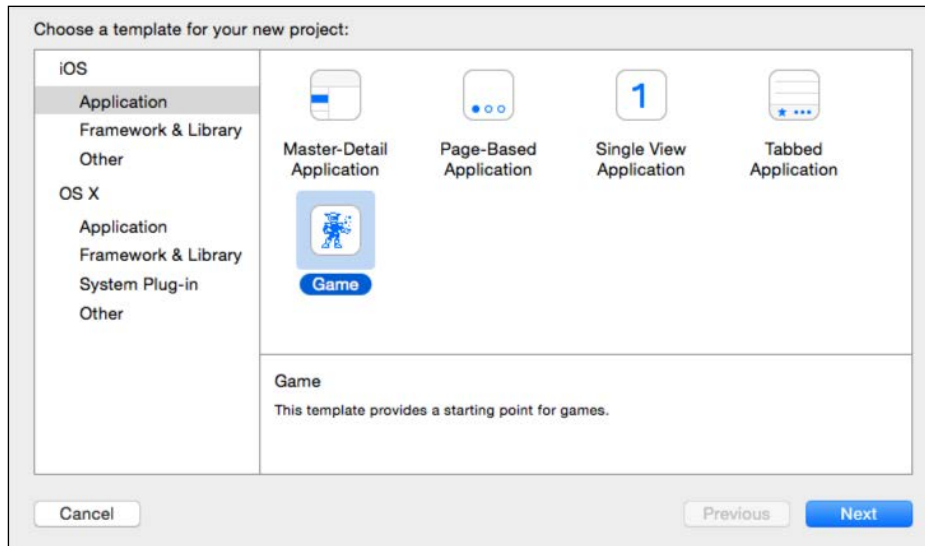 Choose a template for your new project:
iOS
Application
Framework & Library
Other
OS X
Application
Framework & Library
System Plug-in
Other
Master-Detail
Application
Page-Based
Application
1
Single View
Application
Tabbed
Application
Game
Game
This template provides a starting point for games.
Cancel
Previous
Next